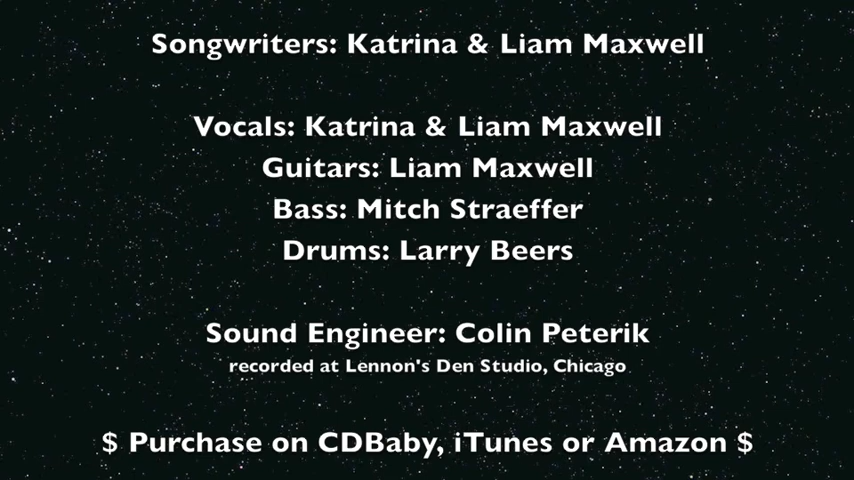 Songwriters: Katrina & Liam Maxwell
Vocals: Katrina & Liam Maxwell
Guitars: Liam Maxwell
Bass: Mitch Straeffer
Drums: Larry Beers
Sound Engineer: Colin Peterik
recorded at Lennon's Den Studio, Chicago
$ Purchase on CDBaby, iTunes or Amazon $